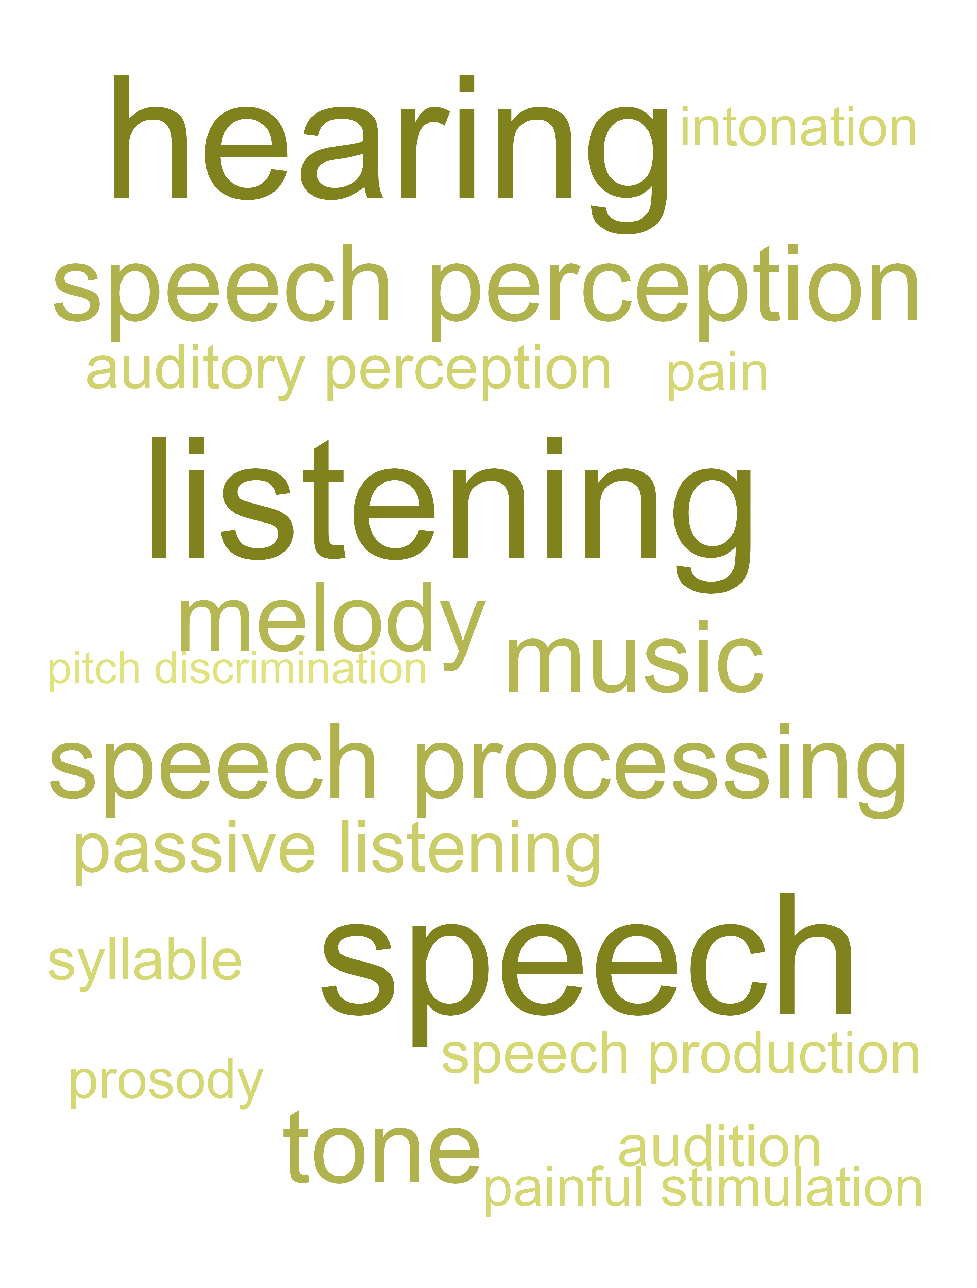 hearing
intonation
speech perception
auditory perception
pain
listening
melody
music
pitch discrimination
speech processing
passive listening
speech
syllable
speech production
prosody
tone
audition
painful stimulation